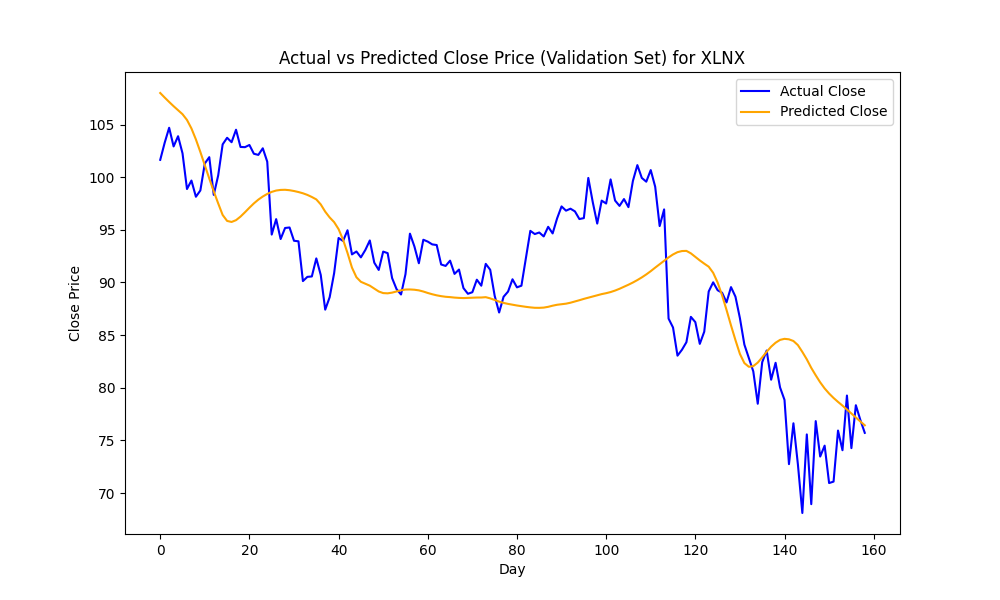 Actual vs Predicted Close Price (Validation Set) for XLNX
Actual Close
Predicted Close
105
100
95
90
85
80
75
70
Close Price
0 20 40 60 80 100 120 140 160
Day